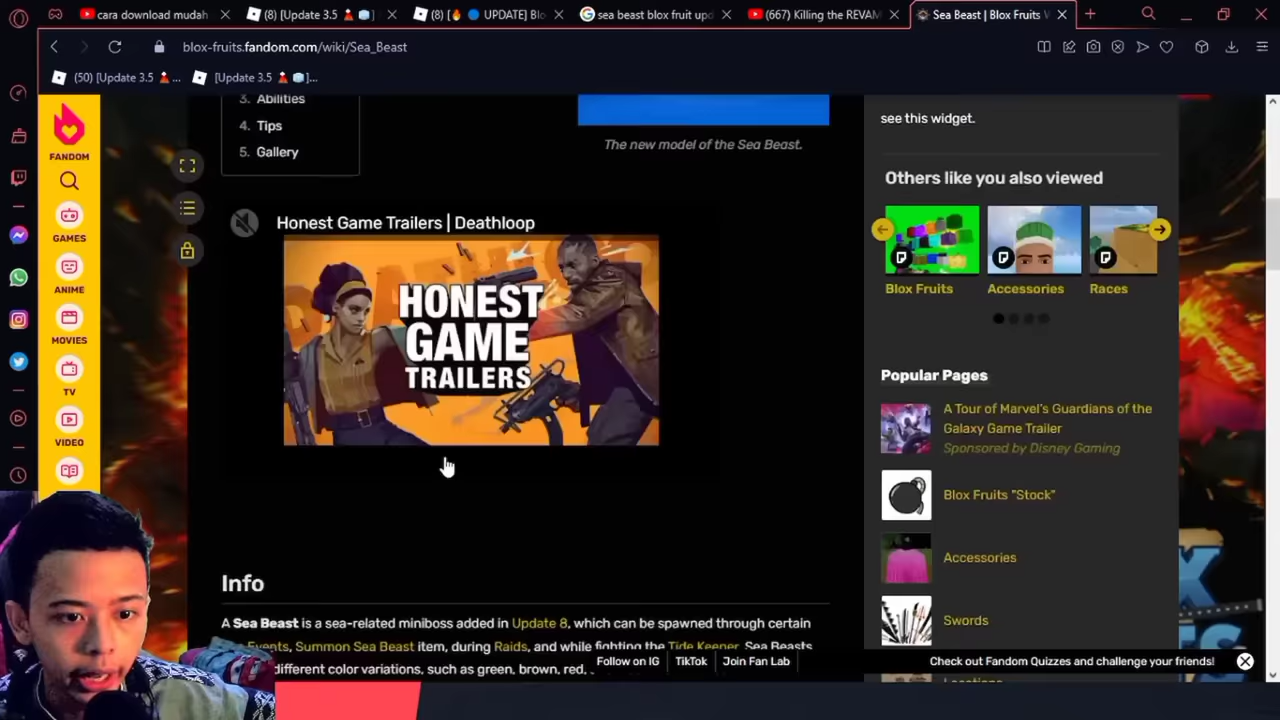 cara download mudah
(8) [Update 3.5
(8) [🔥 🔵 UPDATE] Blo
sea beast blox fruit upd
(667) Killing the REVAM
Sea Beast | Blox Fruits W
blox-fruits.fandom.com/wiki/Sea_Beast
(50) [Update 3.5 ...
[Update 3.5 ...
FANDOM
GAMES
ANIME
MOVIES
TV
VIDEO
3. Abilities
4. Tips
5. Gallery
The new model of the Sea Beast.
Honest Game Trailers | Deathloop
HONEST
GAME
TRAILERS
Info
A Sea Beast is a sea-related miniboss added in Update 8, which can be spawned through certain
Events, Summon Sea Beast item, during Raids, and while fighting the Tide Keeper. Sea Beasts
different color variations, such as green, brown, red,
see this widget.
Others like you also viewed
Blox Fruits
Accessories
Races
Popular Pages
A Tour of Marvel's Guardians of the
Galaxy Game Trailer
Sponsored by Disney Gaming
Blox Fruits "Stock"
Accessories
Swords
Follow on IG
TikTok
Join Fan Lab
Check out Fandom Quizzes and challenge your friends!